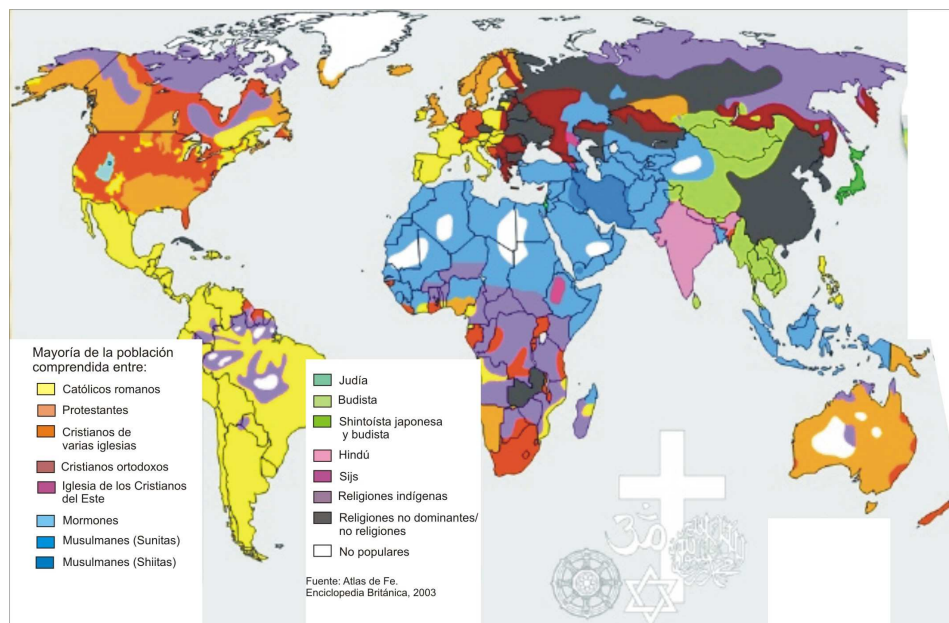 Mayoría de la población
comprendida entre:
Católicos romanos
Protestantes
Cristianos de
varias iglesias
Cristianos ortodoxos
Iglesia de los Cristianos
del Este
Mormones
Musulmanes (Sunitas)
Musulmanes (Shiitas)
Judía
Budista
Shintoísta japonesa
y budista
Hindú
Sijs
Religiones indígenas
Religiones no dominantes/
no religiones
No populares
Fuente: Atlas de Fe.
Enciclopedia Británica, 2003